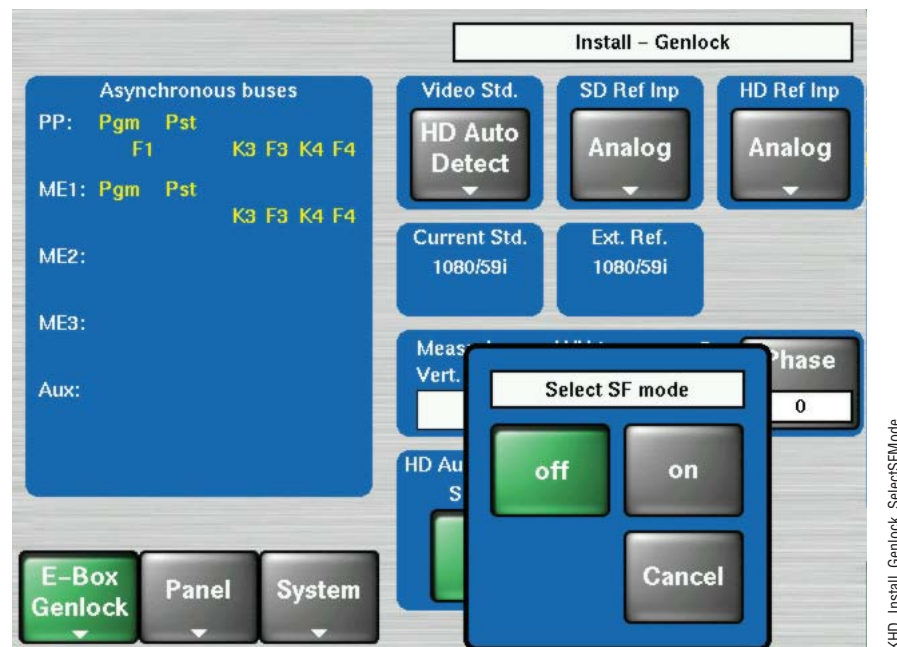 Install – Genlock
Asynchronous buses
PP: Pgm Pst
F1 K3 F3 K4 F4
ME1: Pgm Pst
K3 F3 K4 F4
ME2:
ME3:
Aux:
Video Std.
HD Auto
Detect
SD Ref Inp
Analog
HD Ref Inp
Analog
Current Std.
1080/59i
Ext. Ref.
1080/59i
Vert.
Phase
0
HD Au
S
Select SF mode
off
on
Cancel
E–Box
Genlock
Panel
System
KHD_Install_Genlock_SelectSFMode